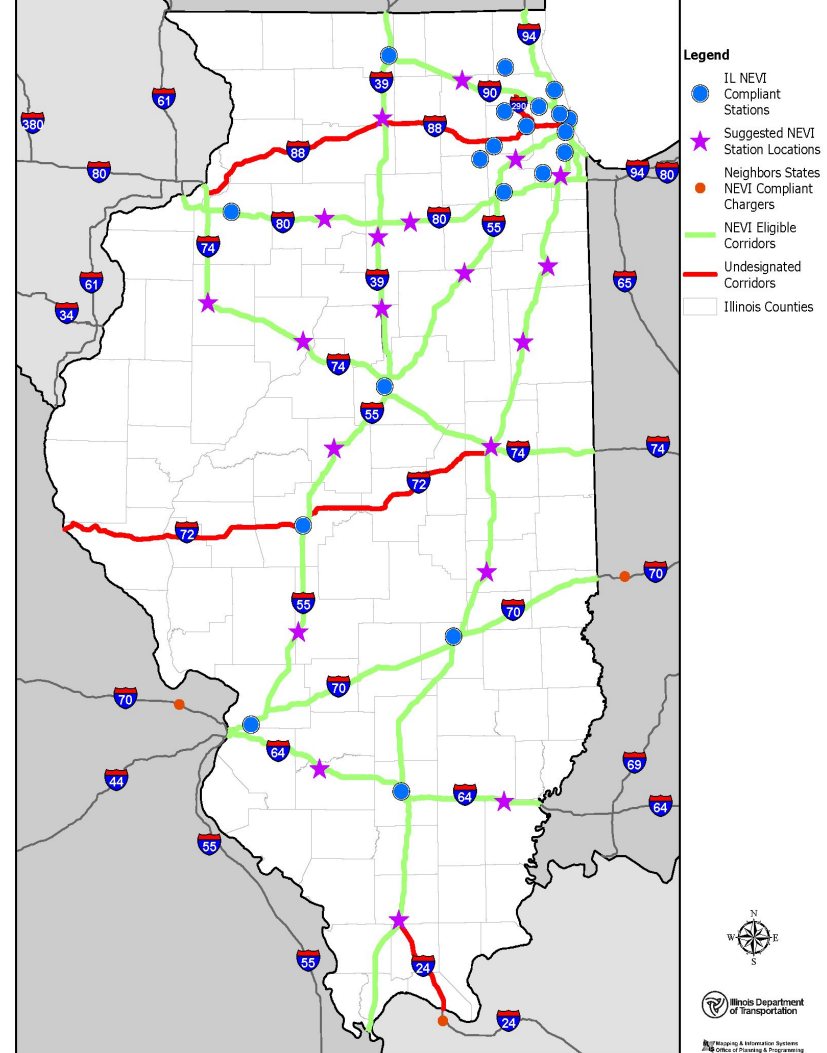 94
39
90
290
61
380
88
88
80
94
80
80
80
55
74
39
61
34
65
74
55
74
74
72
72
70
55
70
70
70
64
44
69
64
64
55
55
24
24
Legend
IL NEVI
Compliant
Stations
Suggested NEVI
Station Locations
Neighbors States
NEVI Compliant
Chargers
NEVI Eligible
Corridors
Undesignated
Corridors
Illinois Counties
N
W E
S
Illinois Department
of Transportation
Mapping & Information Systems
Office of Planning & Programming